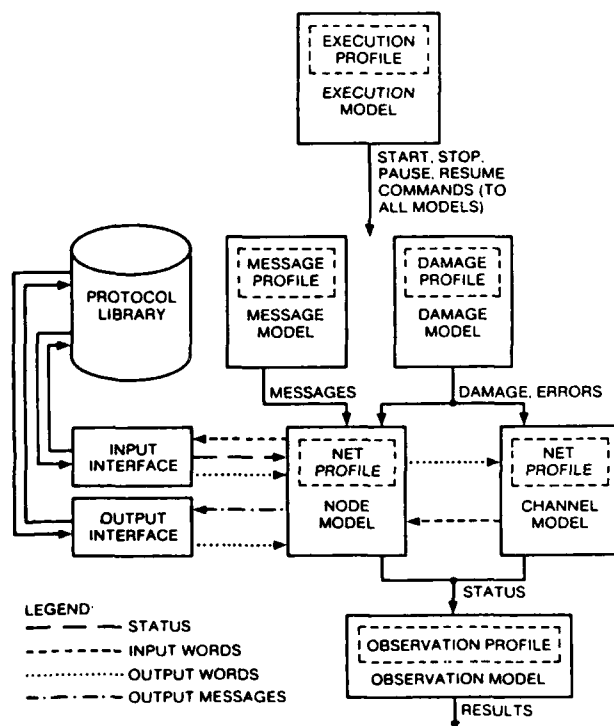 EXECUTION
PROFILE
EXECUTION
MODEL
START, STOP,
PAUSE, RESUME
COMMANDS (TO
ALL MODELS)
PROTOCOL
LIBRARY
MESSAGE
PROFILE
MESSAGE
MODEL
DAMAGE
PROFILE
DAMAGE
MODEL
MESSAGES
DAMAGE, ERRORS
INPUT
INTERFACE
NET
PROFILE
NODE
MODEL
NET
PROFILE
CHANNEL
MODEL
OUTPUT
INTERFACE
STATUS
LEGEND:
STATUS
INPUT WORDS
OUTPUT WORDS
OUTPUT MESSAGES
OBSERVATION PROFILE
OBSERVATION MODEL
RESULTS